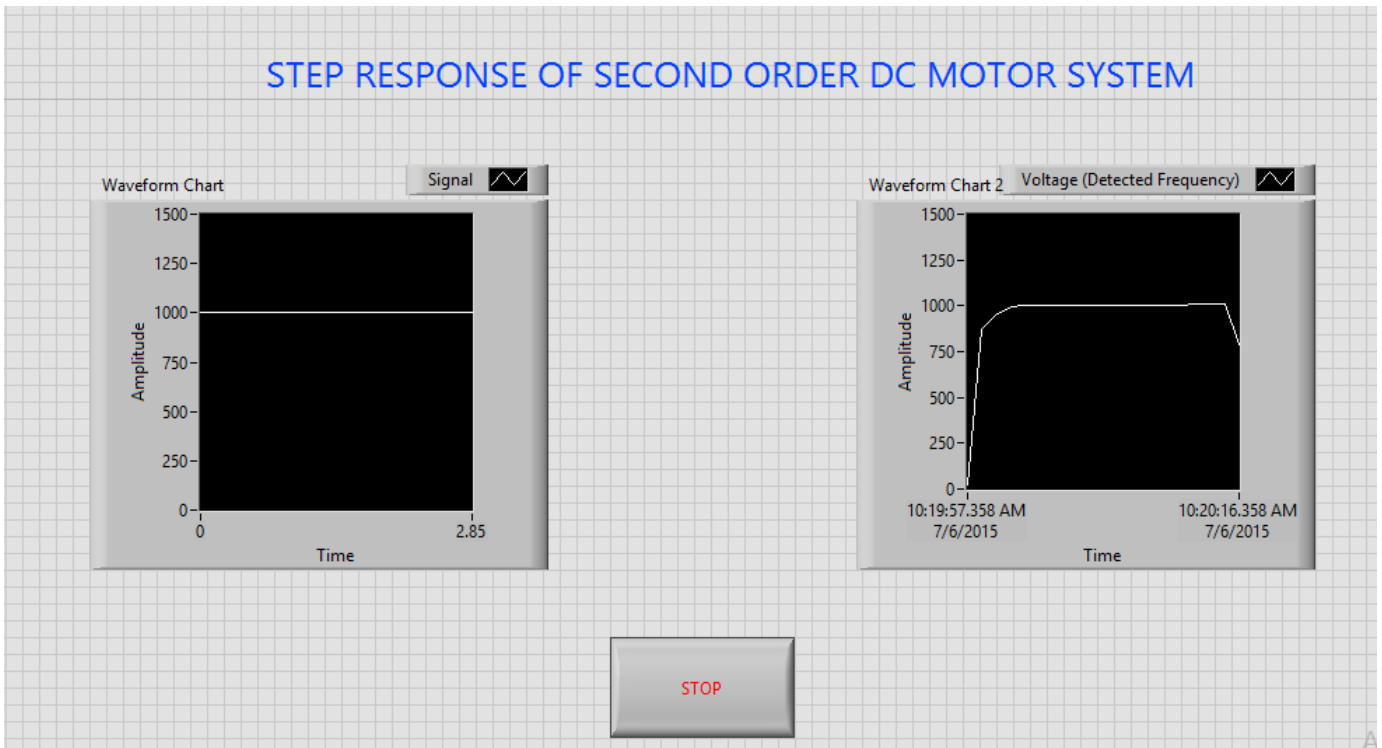 STEP RESPONSE OF SECOND ORDER DC MOTOR SYSTEM
Waveform Chart
Signal
1500
1250
1000
750
500
250
0
Amplitude
0
2.85
Time
Waveform Chart 2
Voltage (Detected Frequency)
1500
1250
1000
750
500
250
0
Amplitude
10:19:57.358 AM
7/6/2015
10:20:16.358 AM
7/6/2015
Time
STOP
A